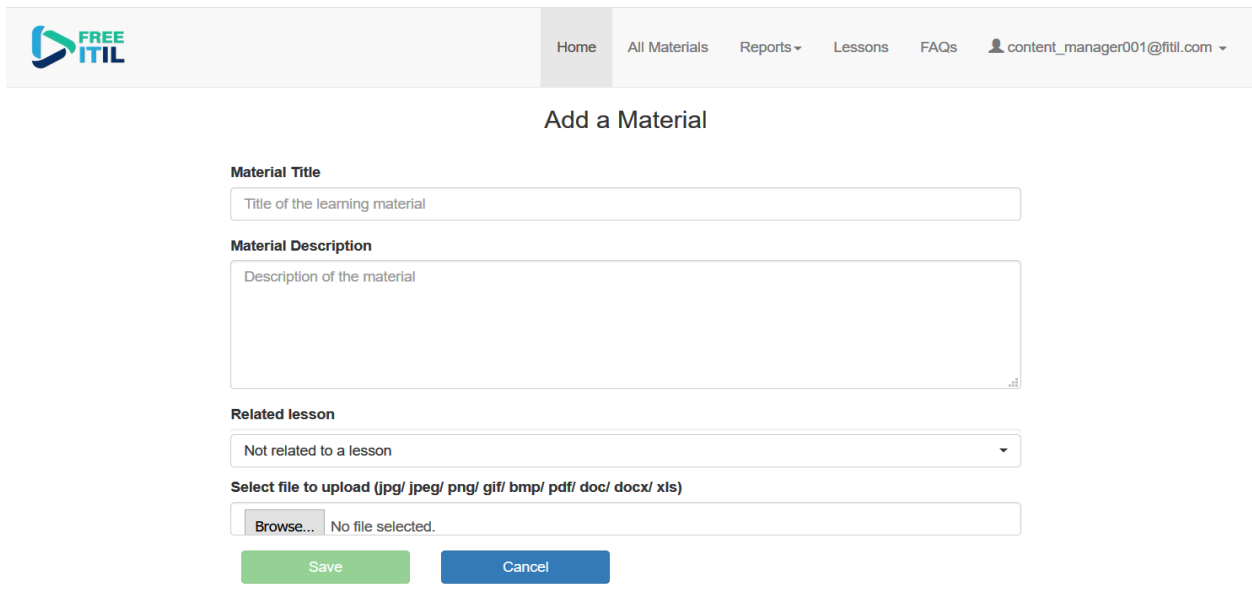 FREE
ITIL
Home All Materials Reports Lessons FAQs content_manager001@fitil.com
Add a Material
Material Title
Title of the learning material
Material Description
Description of the material
Related lesson
Not related to a lesson
Select file to upload (jpg/ jpeg/ png/ gif/ bmp/ pdf/ doc/ docx/ xls)
Browse... No file selected.
Save Cancel